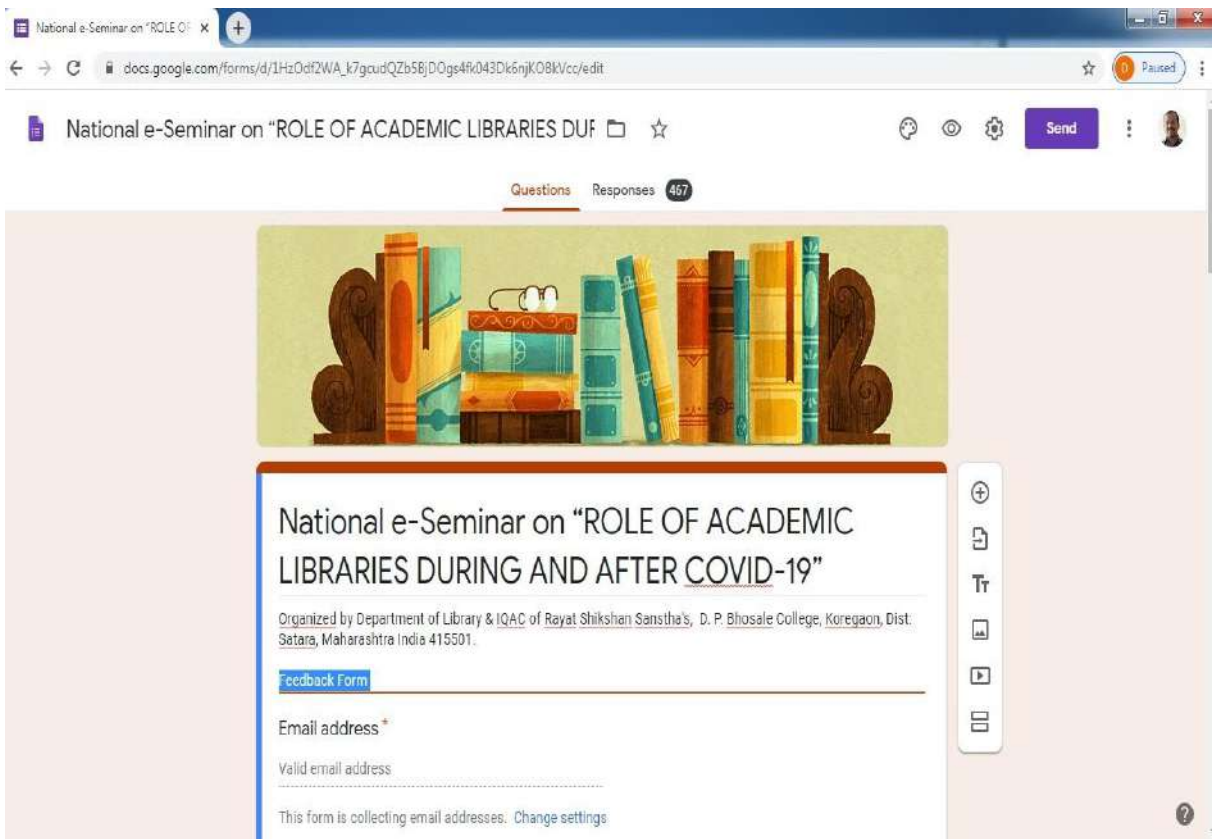 National e-Seminar on "ROLE OF
docs.google.com/forms/d/1HzOdf2WA_k7gcudQZb5BjDOgs4fk043Dk6njKOBkVcc/edit
Paused
National e-Seminar on “ROLE OF ACADEMIC LIBRARIES DUR
Send
Questions Responses 467
National e-Seminar on “ROLE OF ACADEMIC
LIBRARIES DURING AND AFTER COVID-19”
Organized by Department of Library & IQAC of Rayat Shikshan Sanstha's, D. P. Bhosale College, Koregaon, Dist.
Satara, Maharashtra India 415501.
Feedback Form
Email address *
Valid email address
This form is collecting email addresses. Change settings